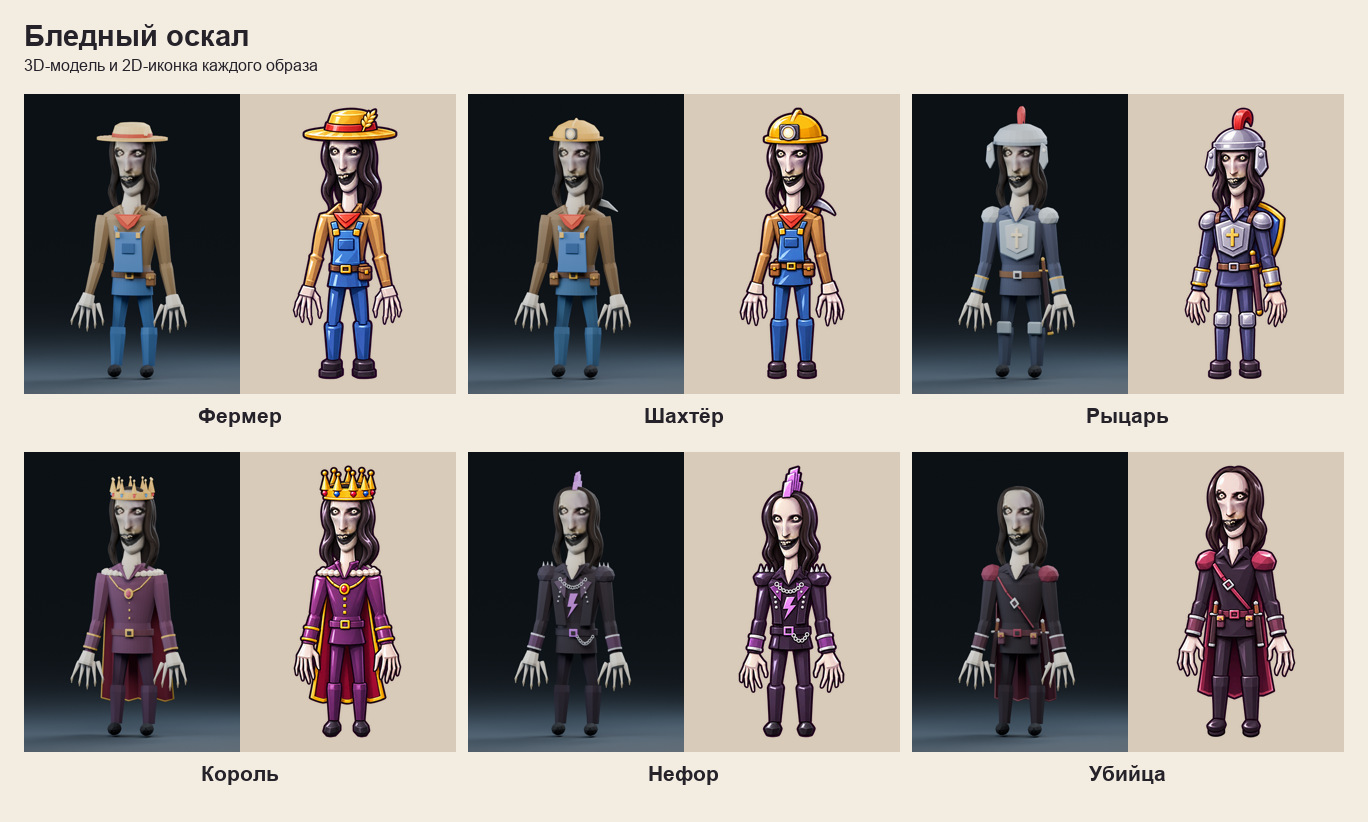 Бледный оскал
3D-модель и 2D-иконка каждого образа
Фермер
Шахтёр
Рыцарь
Король
Нефор
Убийца